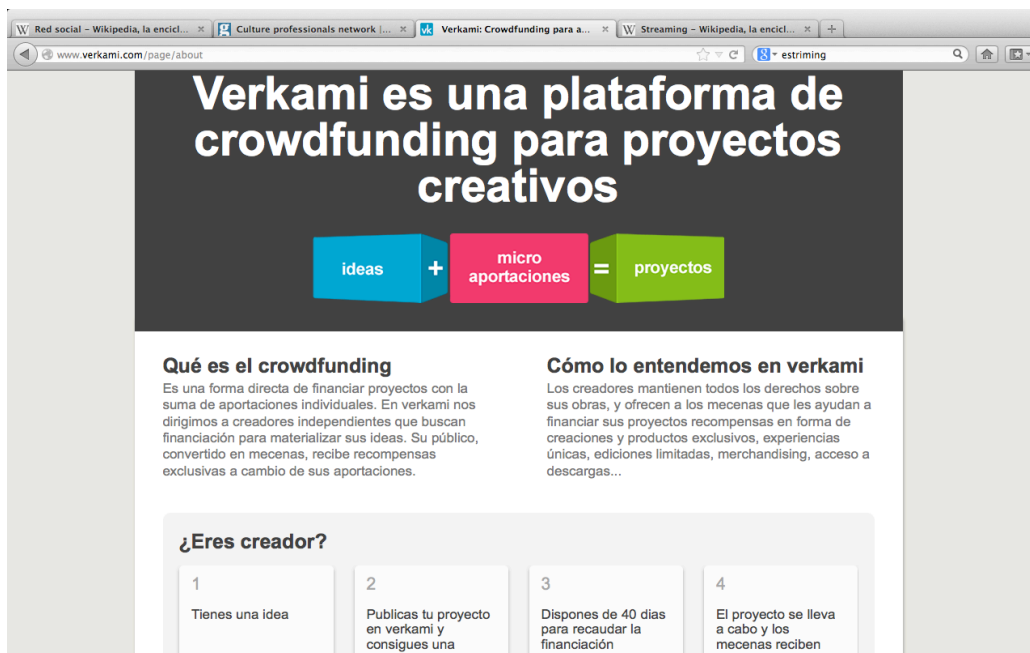 Red social – Wikipedia, la encicl...
Culture professionals network |...
Verkami: Crowdfunding para a...
Streaming – Wikipedia, la encicl...
www.verkami.com/page/about
estriming
Verkami es una plataforma de
crowdfunding para proyectos
creativos
ideas + micro = proyectos
aportaciones
Qué es el crowdfunding
Es una forma directa de financiar proyectos con la
suma de aportaciones individuales. En verkami nos
dirigimos a creadores independientes que buscan
financiación para materializar sus ideas. Su público,
convertido en mecenas, recibe recompensas
exclusivas a cambio de sus aportaciones.
Cómo lo entendemos en verkami
Los creadores mantienen todos los derechos sobre
sus obras, y ofrecen a los mecenas que les ayudan a
financiar sus proyectos recompensas en forma de
creaciones y productos exclusivos, experiencias
únicas, ediciones limitadas, merchandising, acceso a
descargas...
¿Eres creador?
1
Tienes una idea
2
Publicas tu proyecto
en verkami y
consigues una
3
Dispones de 40 dias
para recaudar la
financiación
4
El proyecto se lleva
a cabo y los
mecenas reciben